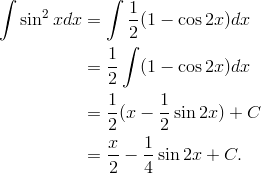 ∫ sin² x dx = ∫ 1/2 (1 − cos 2x) dx
= 1/2 ∫ (1 − cos 2x) dx
= 1/2 (x − 1/2 sin 2x) + C
= x/2 − 1/4 sin 2x + C.